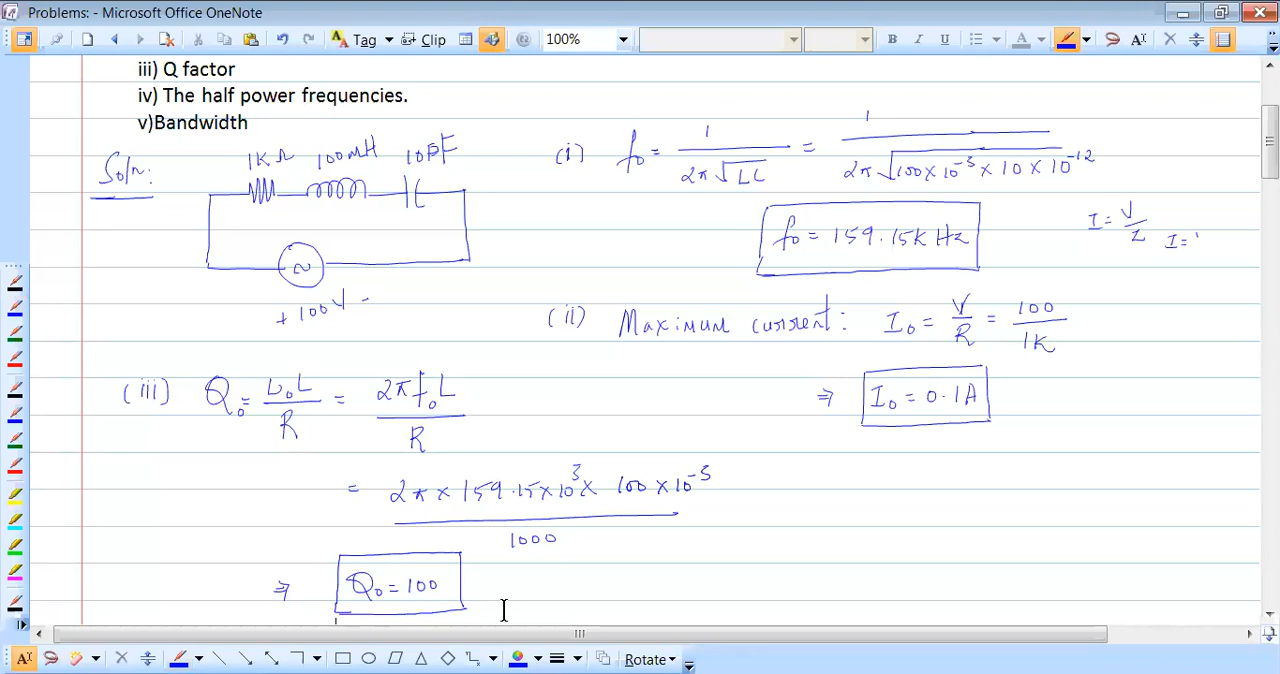 Problems: - Microsoft Office OneNote
Tag Clip 100% B I U A
iii) Q factor
iv) The half power frequencies.
v)Bandwidth
Soln:
1KΩ 100mH 10PF
+ 100V -
(i) f₀ = 1 / 2π√LC = 1 / 2π√100×10⁻³×10×10⁻¹²
f₀ = 159.15K Hz
I = V/Z I =
(ii) Maximum current: I₀ = V/R = 100/1K
⇒ I₀ = 0.1A
(iii) Q₀ = ω₀L/R = 2πf₀L/R
= 2π × 159.15×10³ × 100×10⁻³ / 1000
⇒ Q₀ = 100
Rotate